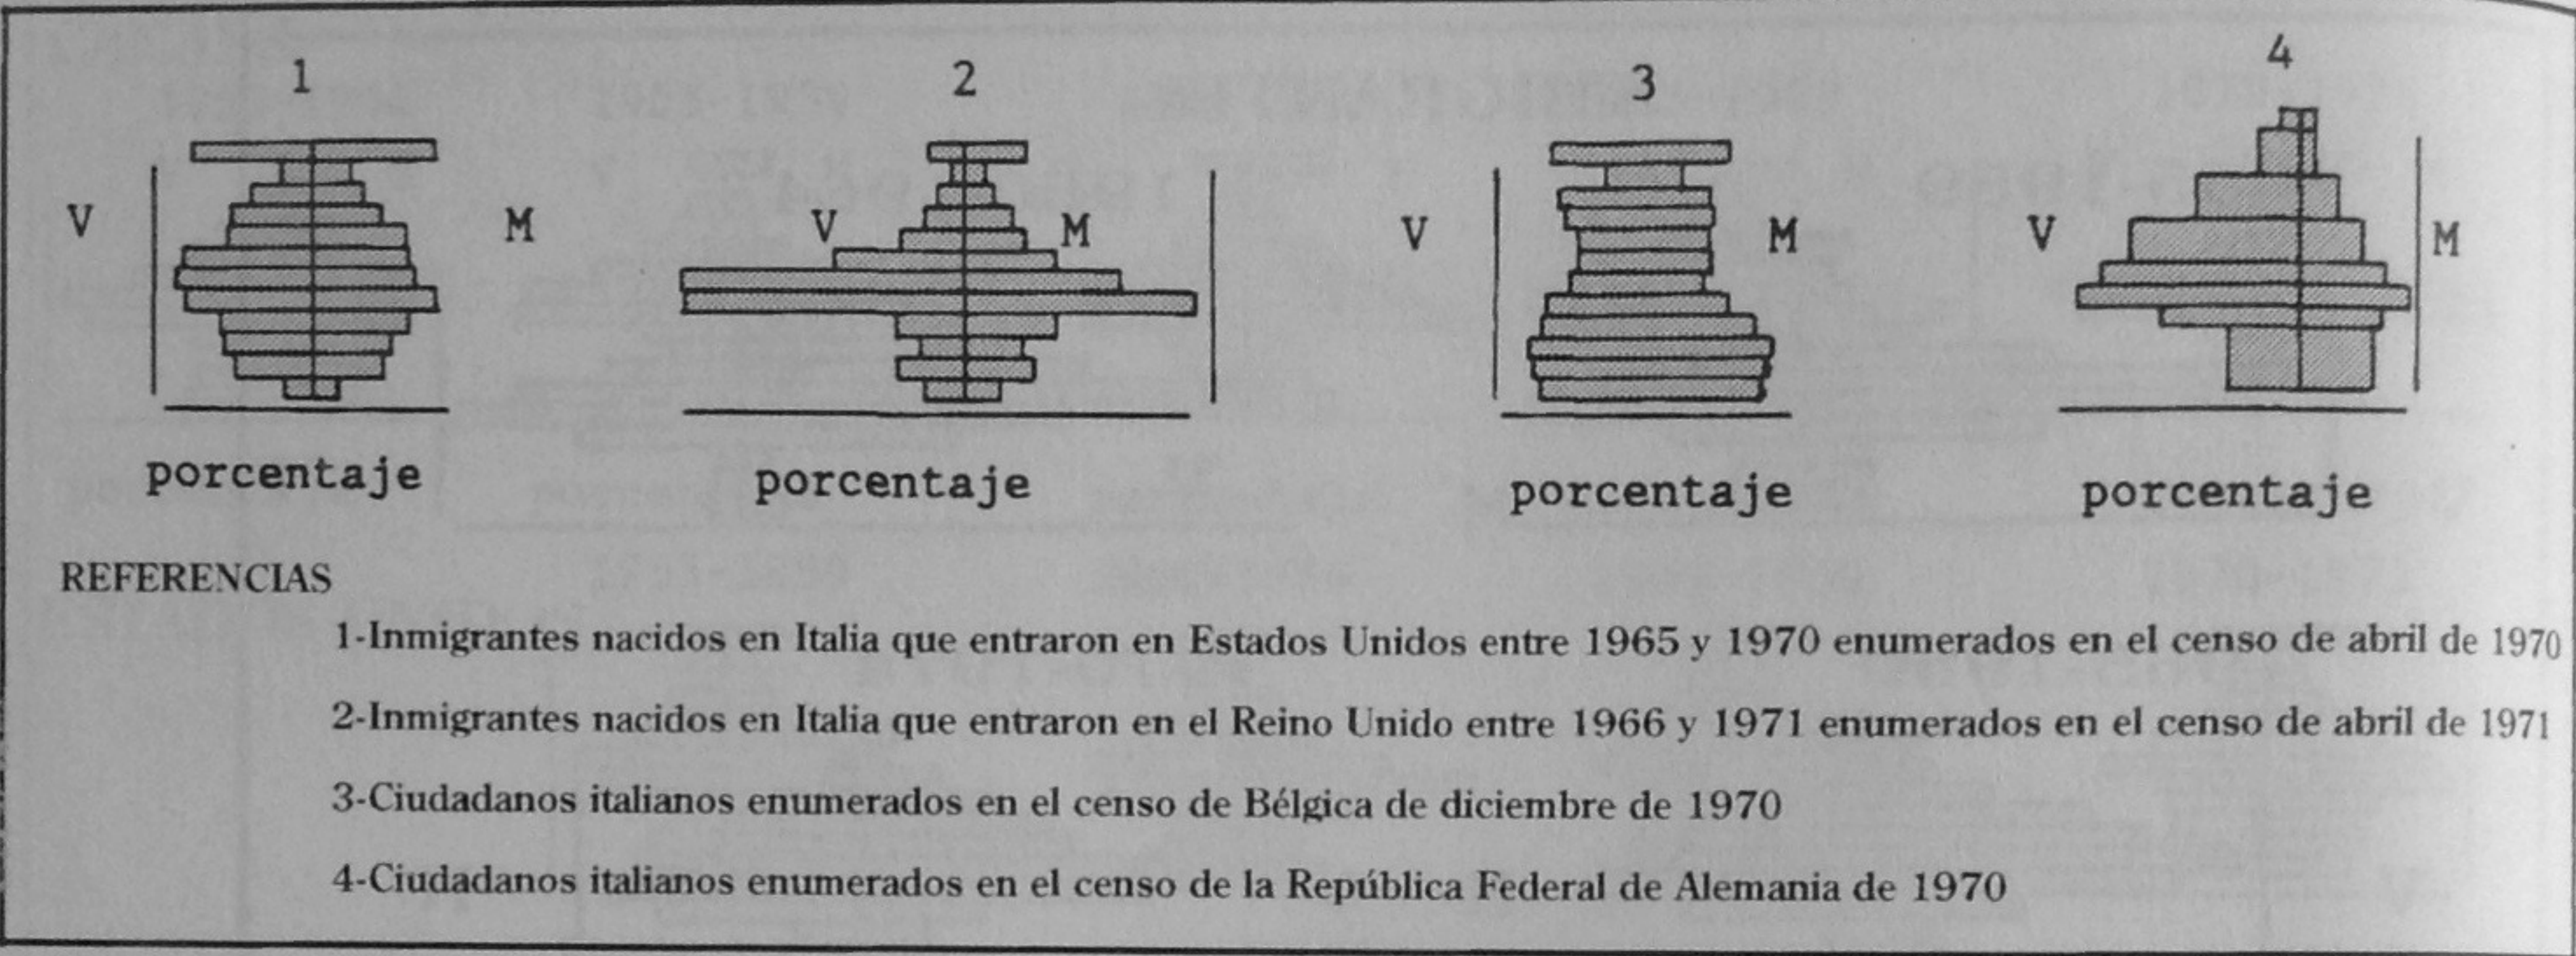 1
2
3
4
V
M
V
M
V
M
V
M
porcentaje
porcentaje
porcentaje
porcentaje
REFERENCIAS
1-Inmigrantes nacidos en Italia que entraron en Estados Unidos entre 1965 y 1970 enumerados en el censo de abril de 1970
2-Inmigrantes nacidos en Italia que entraron en el Reino Unido entre 1966 y 1971 enumerados en el censo de abril de 1971
3-Ciudadanos italianos enumerados en el censo de Bélgica de diciembre de 1970
4-Ciudadanos italianos enumerados en el censo de la República Federal de Alemania de 1970